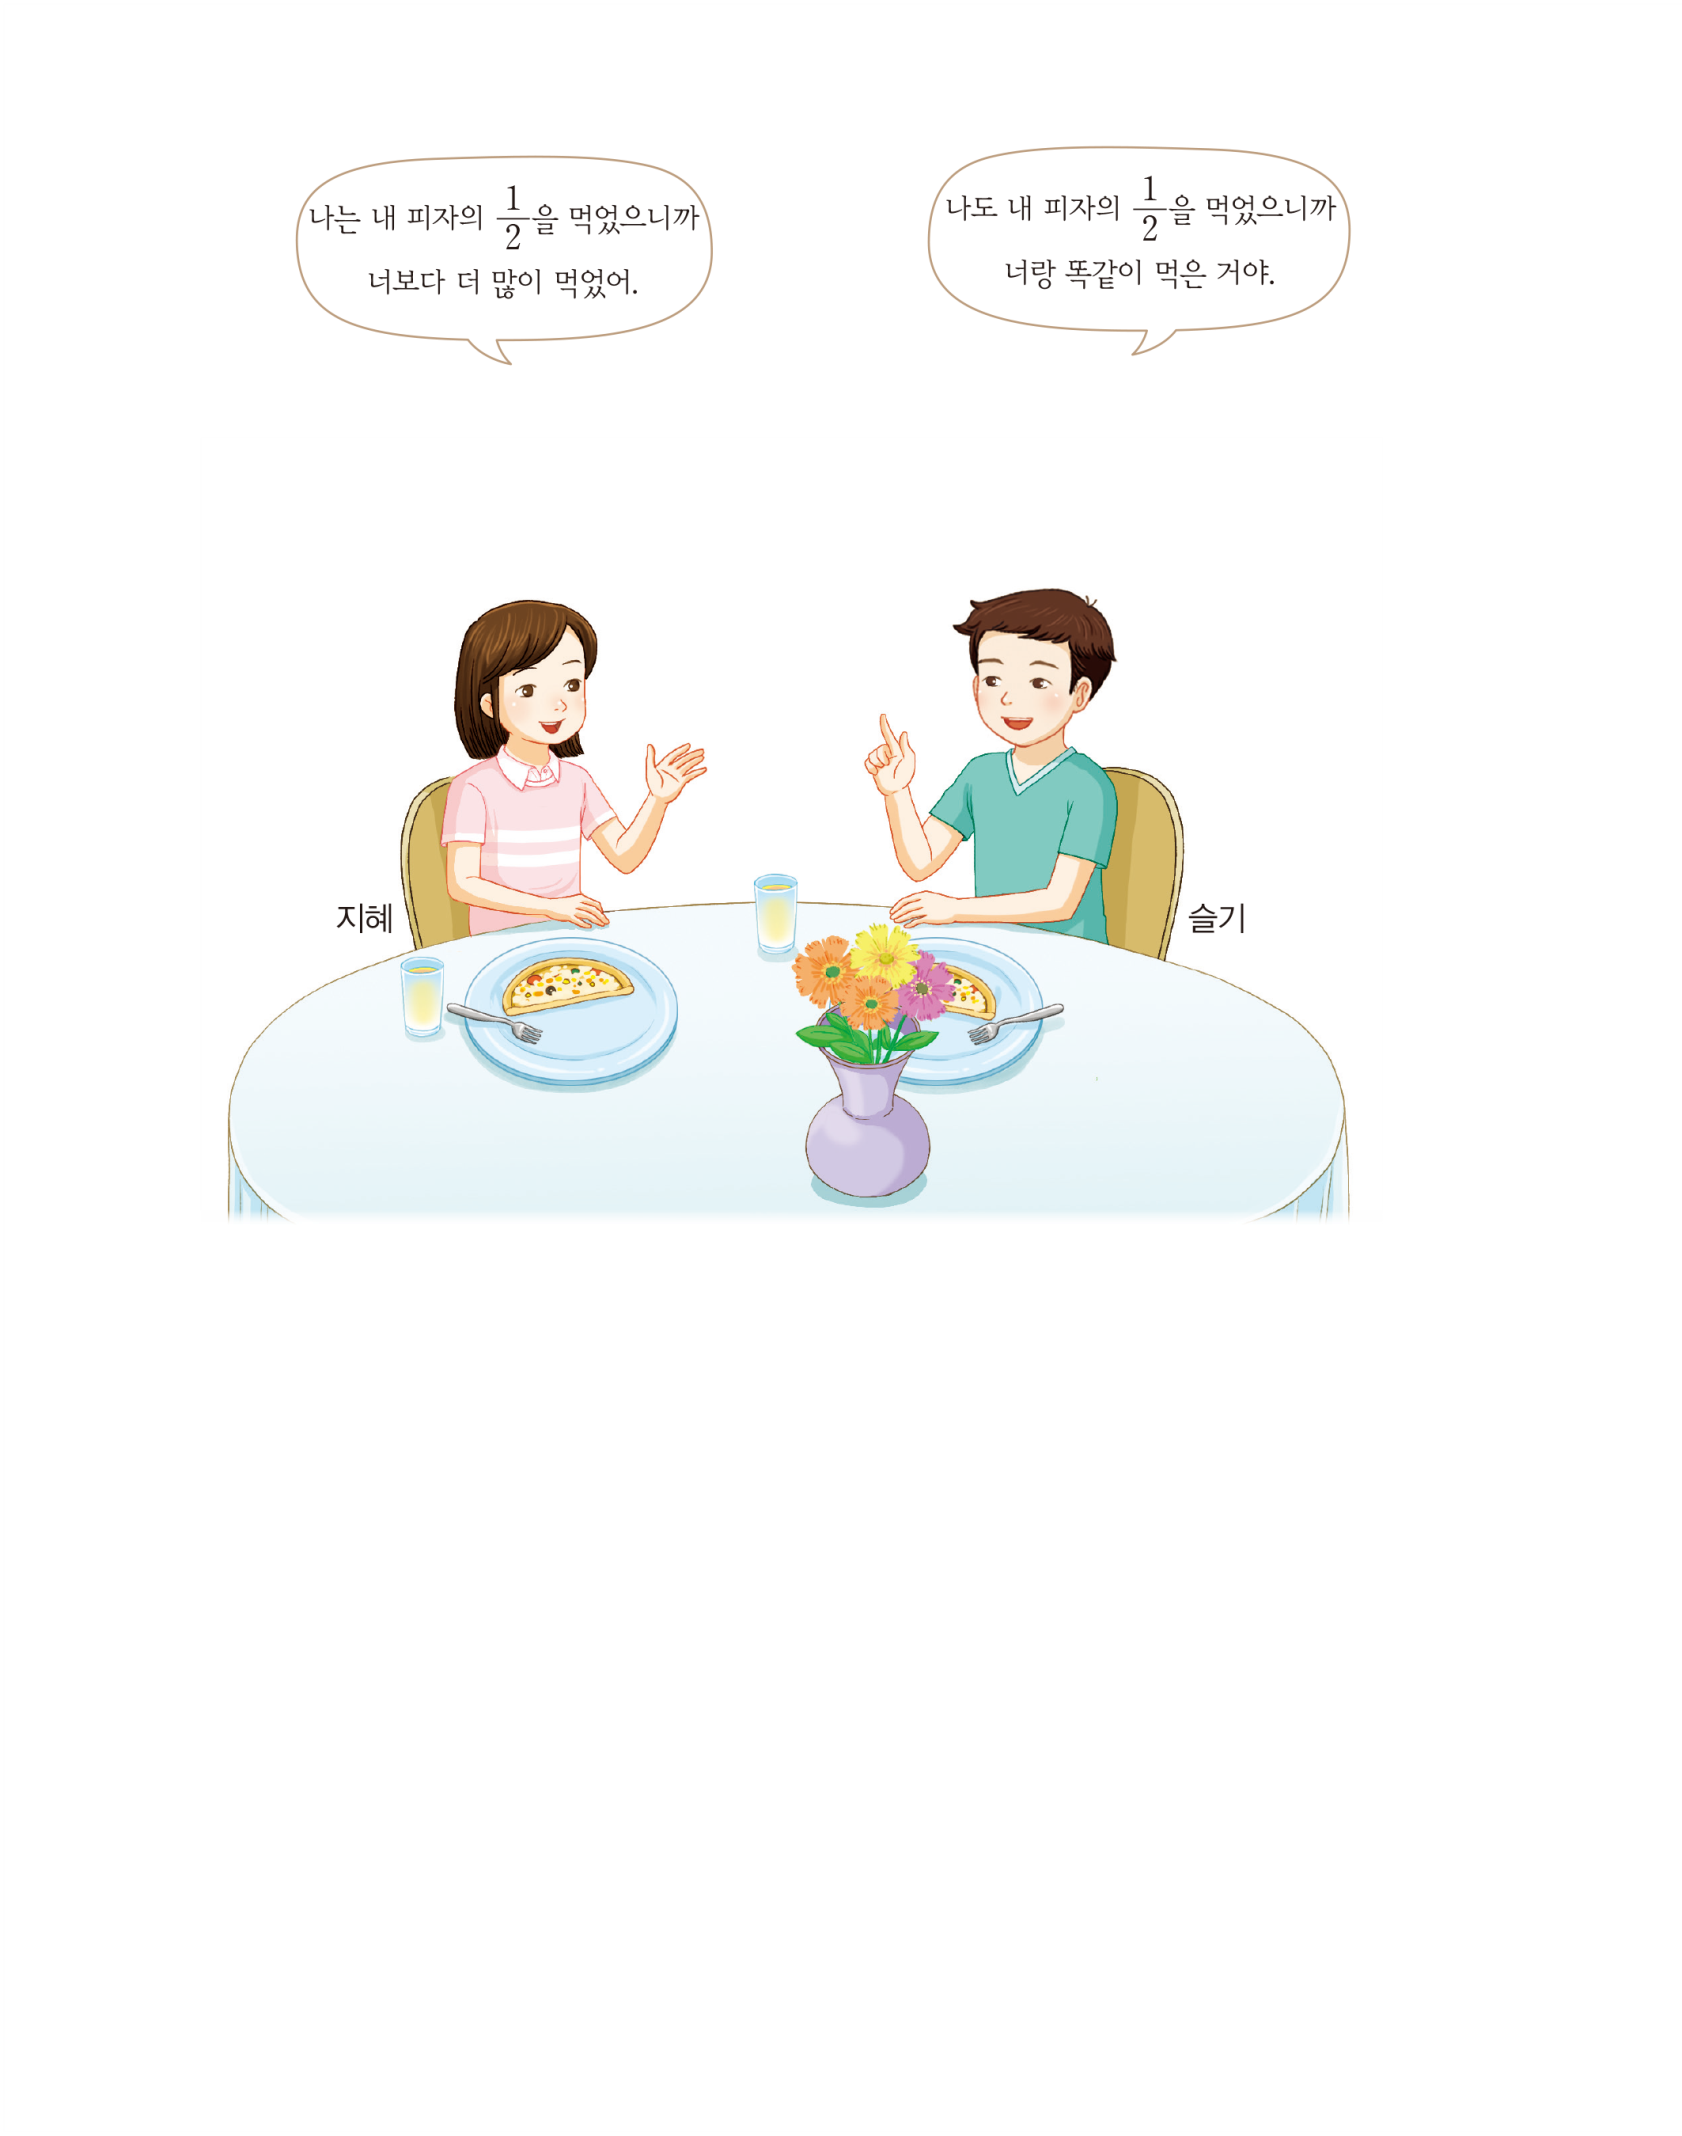 나는 내 피자의 1/2을 먹었으니까
너보다 더 많이 먹었어.
나도 내 피자의 1/2을 먹었으니까
너랑 똑같이 먹은 거야.
지혜
슬기